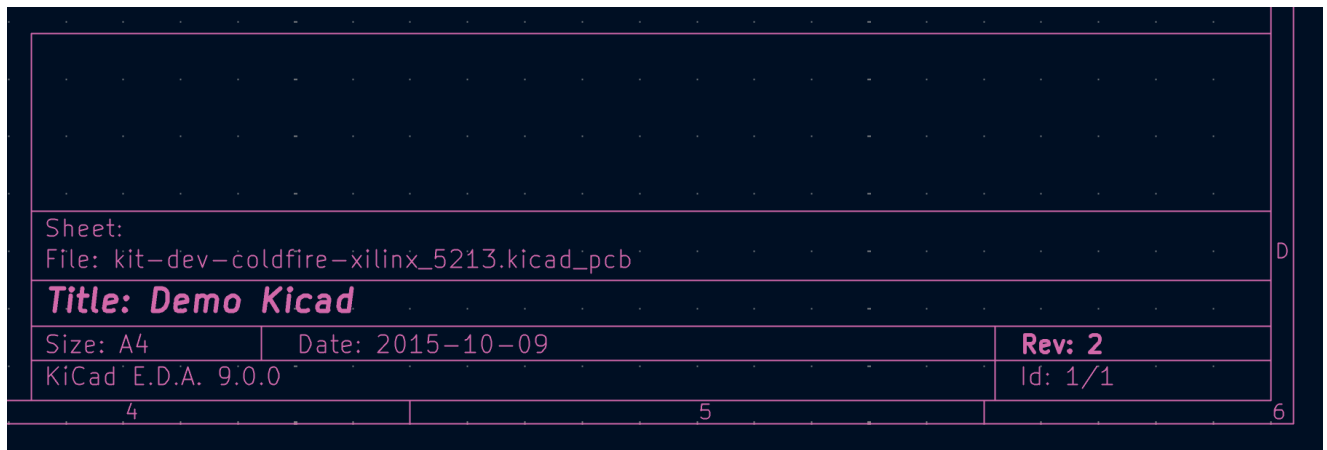 Sheet:
File: kit-dev-coldfire-xilinx_5213.kicad_pcb
D
Title: Demo Kicad
Size: A4 Date: 2015-10-09 Rev: 2
KiCad E.D.A. 9.0.0 Id: 1/1
4 5 6